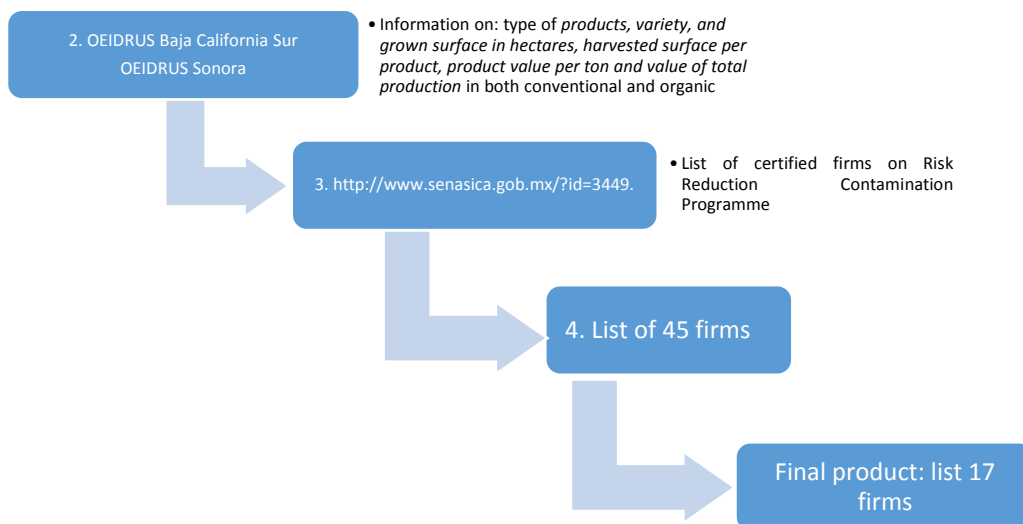 2. OEIDRUS Baja California Sur
OEIDRUS Sonora
• Information on: type of products, variety, and
grown surface in hectares, harvested surface per
product, product value per ton and value of total
production in both conventional and organic
3. http://www.senasica.gob.mx/?id=3449.
• List of certified firms on Risk
Reduction Contamination
Programme
4. List of 45 firms
Final product: list 17
firms